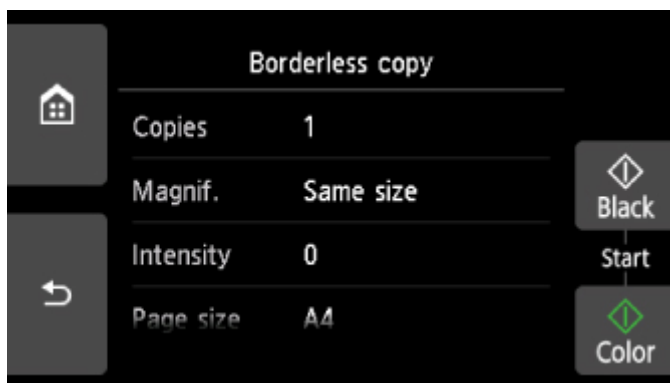 Borderless copy
Copies 1
Magnif. Same size
Intensity 0
Page size A4
Black
Start
Color